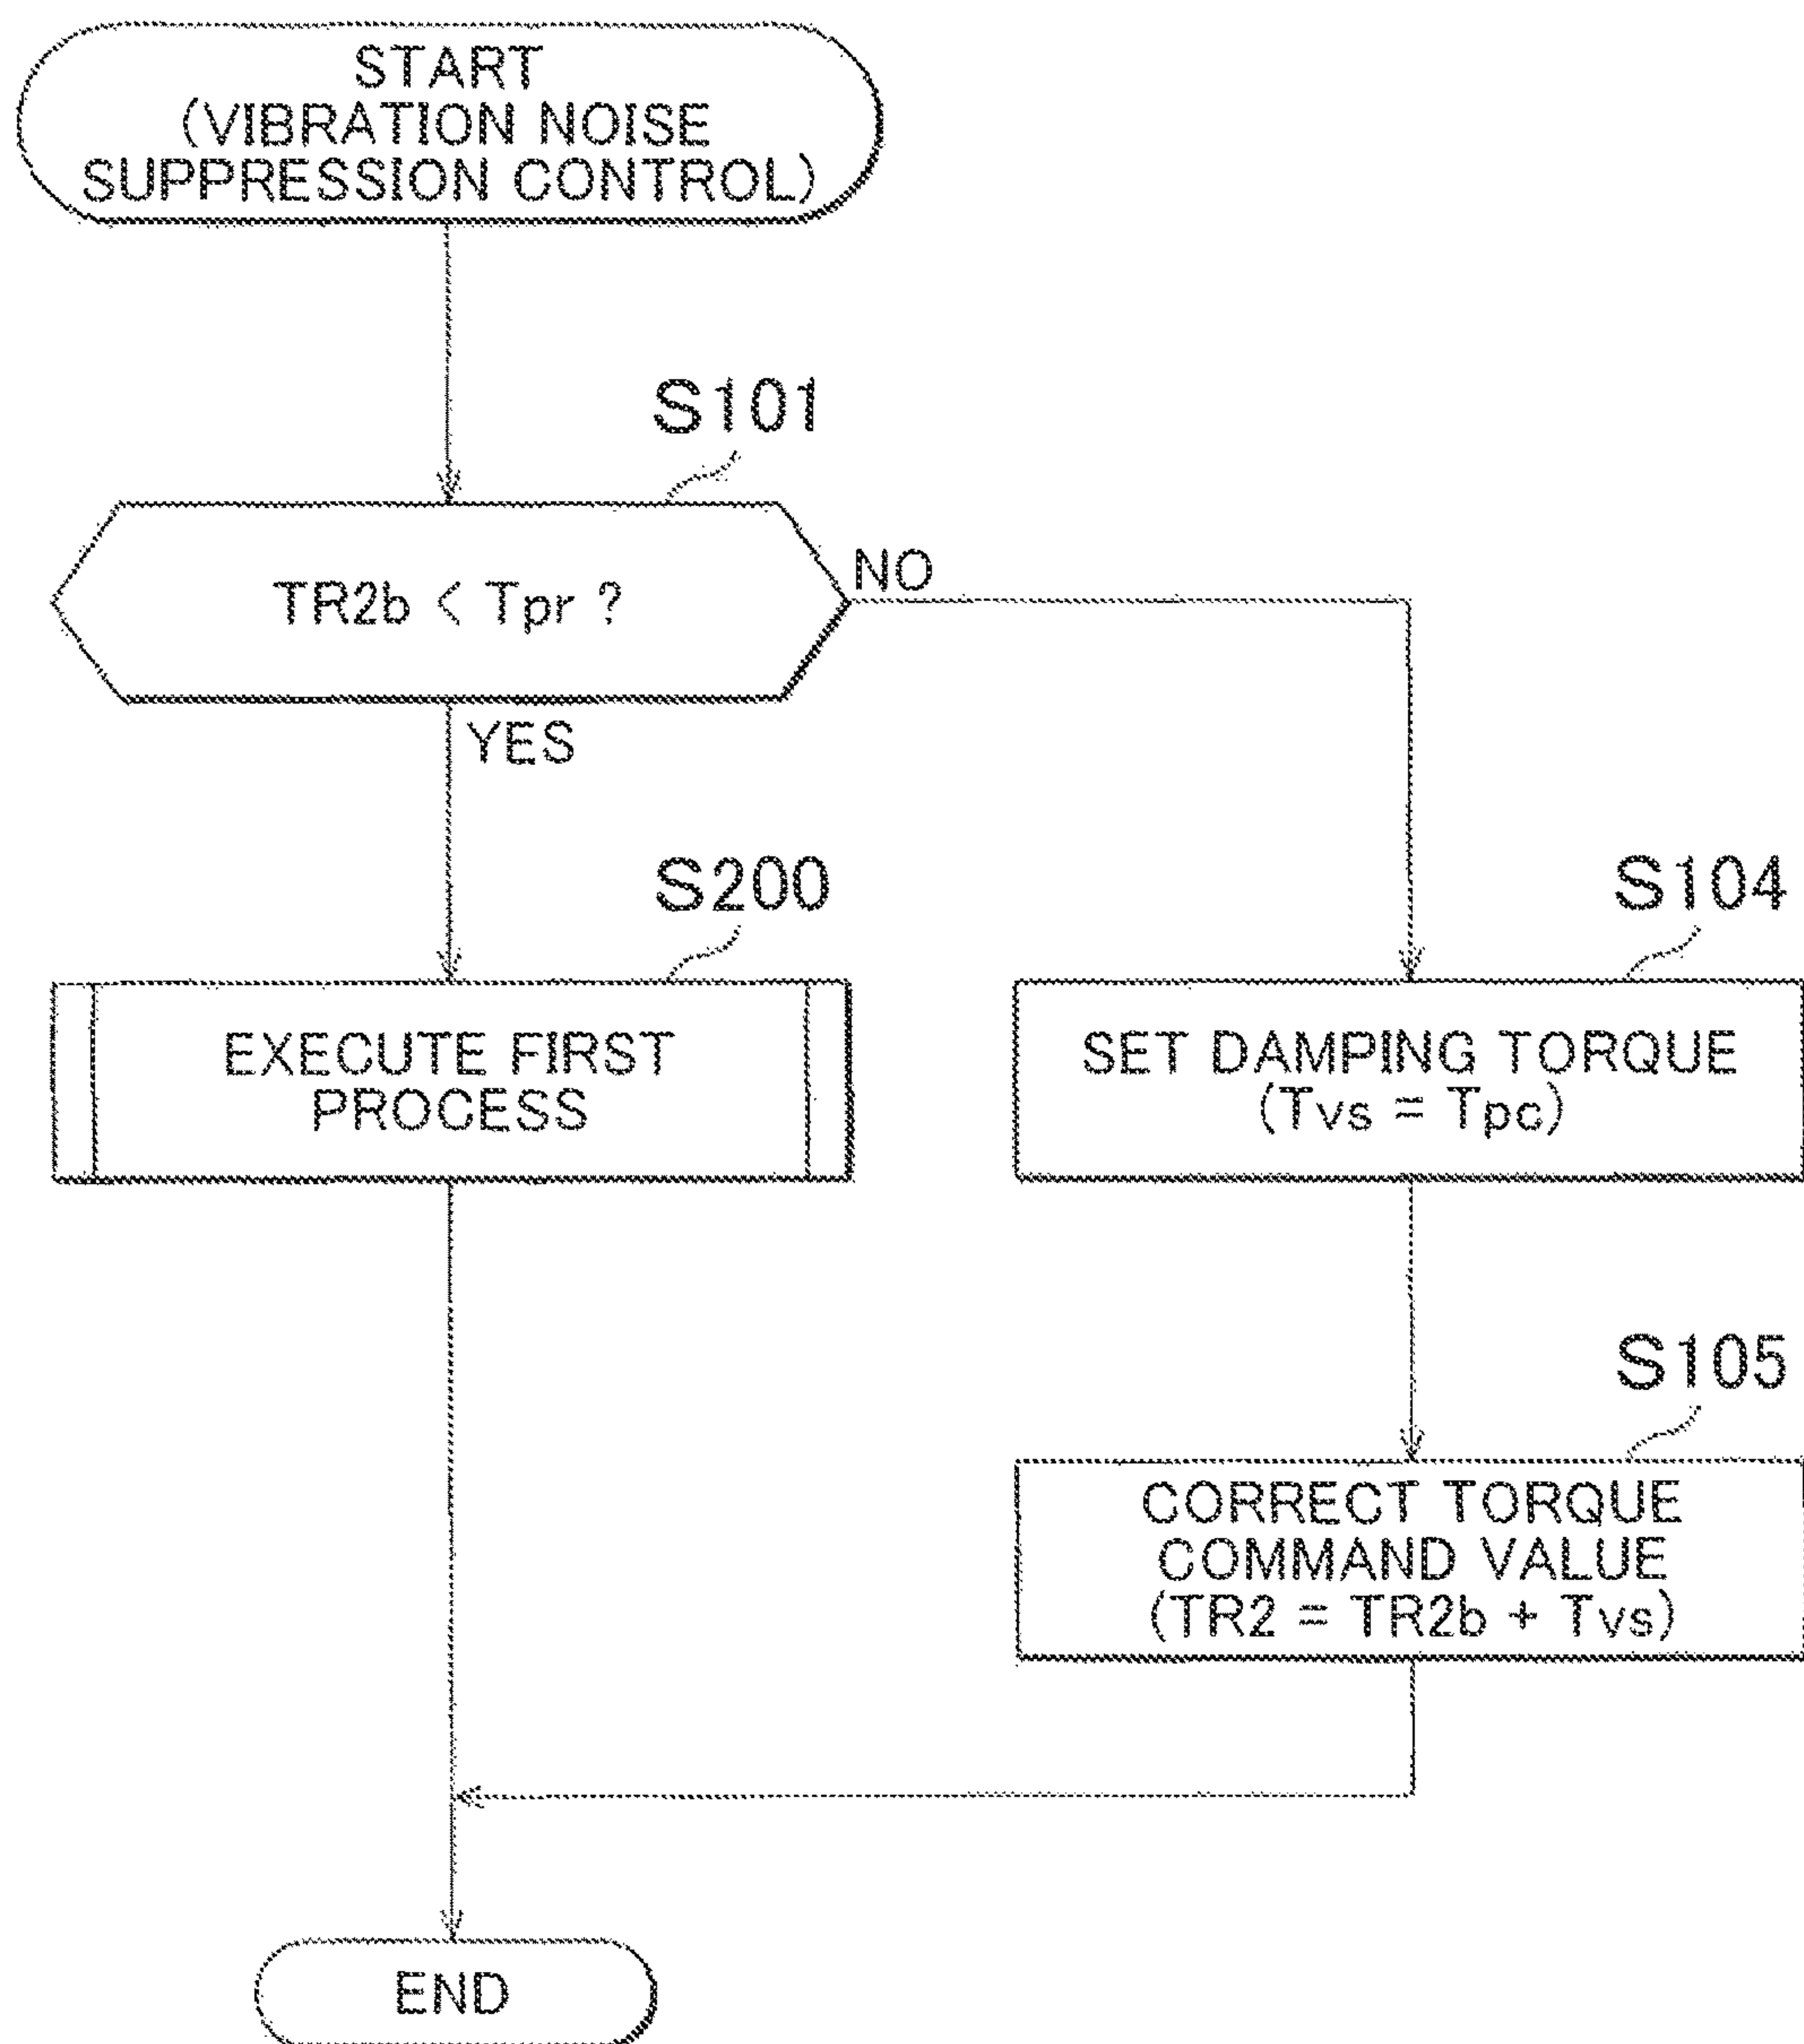 START
(VIBRATION NOISE
SUPPRESSION CONTROL)
S101
TR2b < Tpr ?
NO
YES
S200
EXECUTE FIRST
PROCESS
S104
SET DAMPING TORQUE
(Tvs = Tpc)
S105
CORRECT TORQUE
COMMAND VALUE
(TR2 = TR2b + Tvs)
END